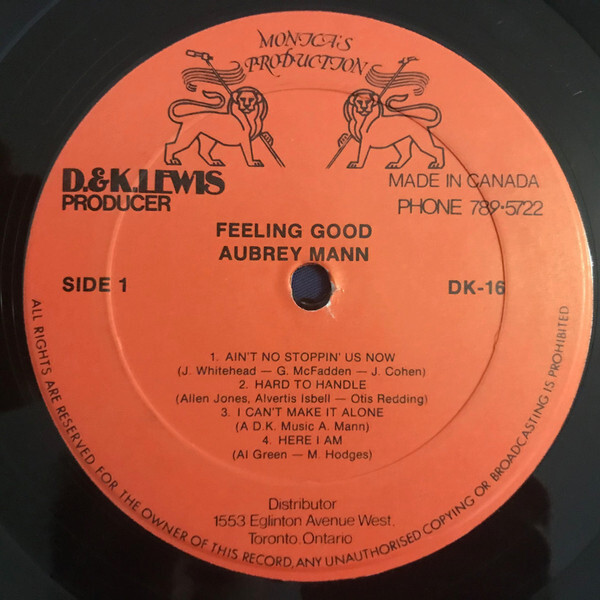 MONICA'S
PRODUCTION
D.&K.LEWIS
PRODUCER
MADE IN CANADA
PHONE 789·5722
FEELING GOOD
AUBREY MANN
SIDE 1
DK-16
1. AIN'T NO STOPPIN' US NOW
(J. Whitehead — G. McFadden — J. Cohen)
2. HARD TO HANDLE
(Allen Jones, Alvertis Isbell — Otis Redding)
3. I CAN'T MAKE IT ALONE
(A D.K. Music A. Mann)
4. HERE I AM
(Al Green — M. Hodges)
Distributor
1553 Eglinton Avenue West,
Toronto, Ontario
ALL RIGHTS ARE RESERVED FOR THE OWNER OF THIS RECORD, ANY UNAUTHORISED COPYING OR BROADCASTING IS PROHIBITED